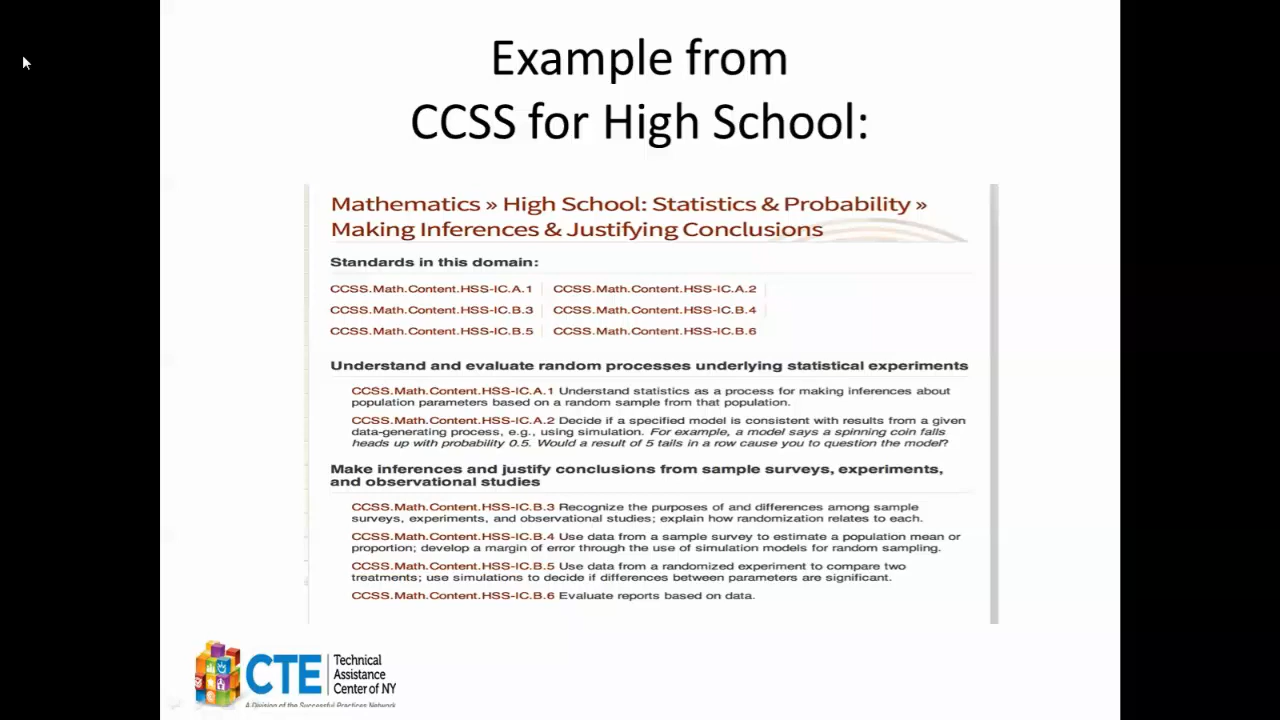 Example from
CCSS for High School:
Mathematics » High School: Statistics & Probability »
Making Inferences & Justifying Conclusions
Standards in this domain:
CCSS.Math.Content.HSS-IC.A.1 CCSS.Math.Content.HSS-IC.A.2
CCSS.Math.Content.HSS-IC.B.3 CCSS.Math.Content.HSS-IC.B.4
CCSS.Math.Content.HSS-IC.B.5 CCSS.Math.Content.HSS-IC.B.6
Understand and evaluate random processes underlying statistical experiments
CCSS.Math.Content.HSS-IC.A.1 Understand statistics as a process for making inferences about
population parameters based on a random sample from that population.
CCSS.Math.Content.HSS-IC.A.2 Decide if a specified model is consistent with results from a given
data-generating process, e.g., using simulation. For example, a model says a spinning coin falls
heads up with probability 0.5. Would a result of 5 tails in a row cause you to question the model?
Make inferences and justify conclusions from sample surveys, experiments,
and observational studies
CCSS.Math.Content.HSS-IC.B.3 Recognize the purposes of and differences among sample
surveys, experiments, and observational studies; explain how randomization relates to each.
CCSS.Math.Content.HSS-IC.B.4 Use data from a sample survey to estimate a population mean or
proportion; develop a margin of error through the use of simulation models for random sampling.
CCSS.Math.Content.HSS-IC.B.5 Use data from a randomized experiment to compare two
treatments; use simulations to decide if differences between parameters are significant.
CCSS.Math.Content.HSS-IC.B.6 Evaluate reports based on data.
CTE
Technical
Assistance
Center of NY
A Division of the Successful Practices Network